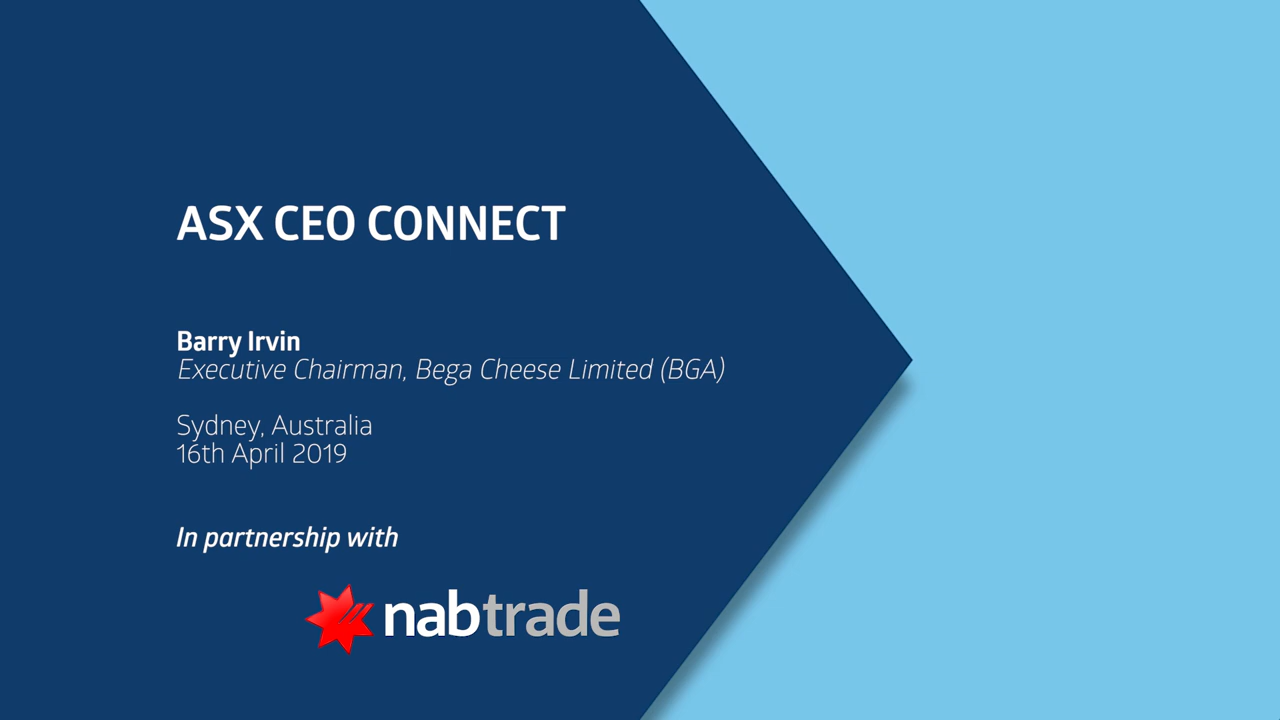 ASX CEO CONNECT
Barry Irvin
Executive Chairman, Bega Cheese Limited (BGA)
Sydney, Australia
16th April 2019
In partnership with
nabtrade